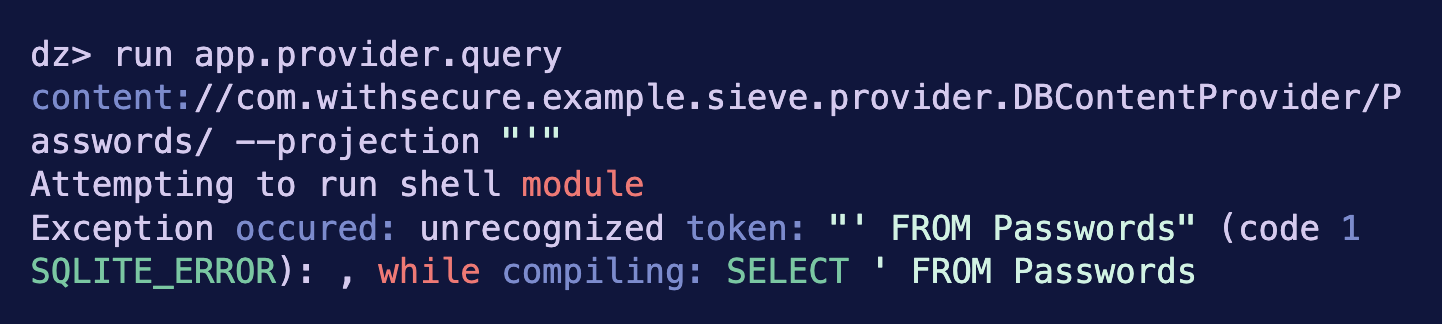 dz> run app.provider.query
content://com.withsecure.example.sieve.provider.DBContentProvider/P
asswords/ --projection "'"
Attempting to run shell module
Exception occured: unrecognized token: "' FROM Passwords" (code 1
SQLITE_ERROR): , while compiling: SELECT ' FROM Passwords